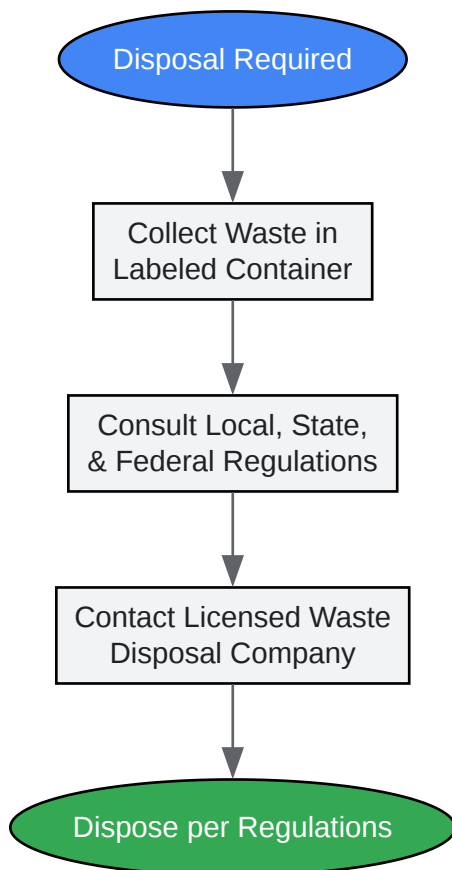 Disposal Required
Collect Waste in
Labeled Container
Consult Local, State,
& Federal Regulations
Contact Licensed Waste
Disposal Company
Dispose per Regulations